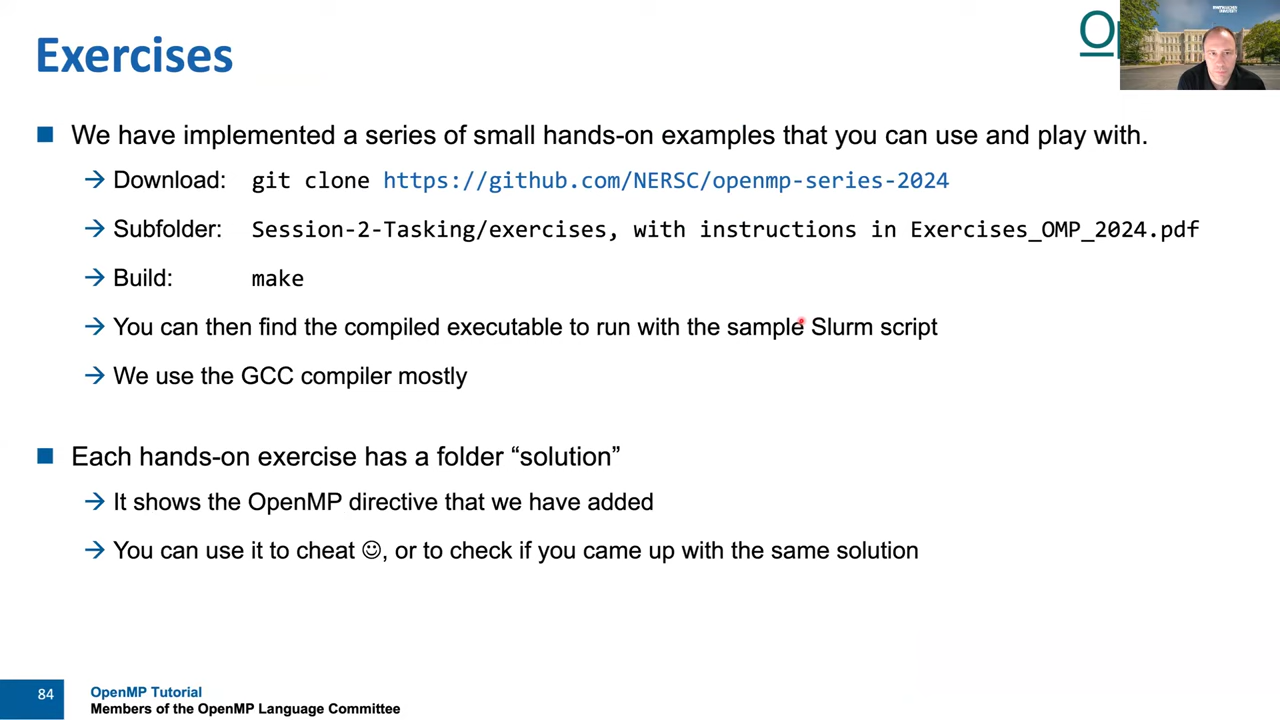 Exercises
We have implemented a series of small hands-on examples that you can use and play with.
→ Download: git clone https://github.com/NERSC/openmp-series-2024
→ Subfolder: Session-2-Tasking/exercises, with instructions in Exercises_OMP_2024.pdf
→ Build: make
→ You can then find the compiled executable to run with the sample Slurm script
→ We use the GCC compiler mostly
Each hands-on exercise has a folder “solution”
→ It shows the OpenMP directive that we have added
→ You can use it to cheat ☺, or to check if you came up with the same solution
84
OpenMP Tutorial
Members of the OpenMP Language Committee